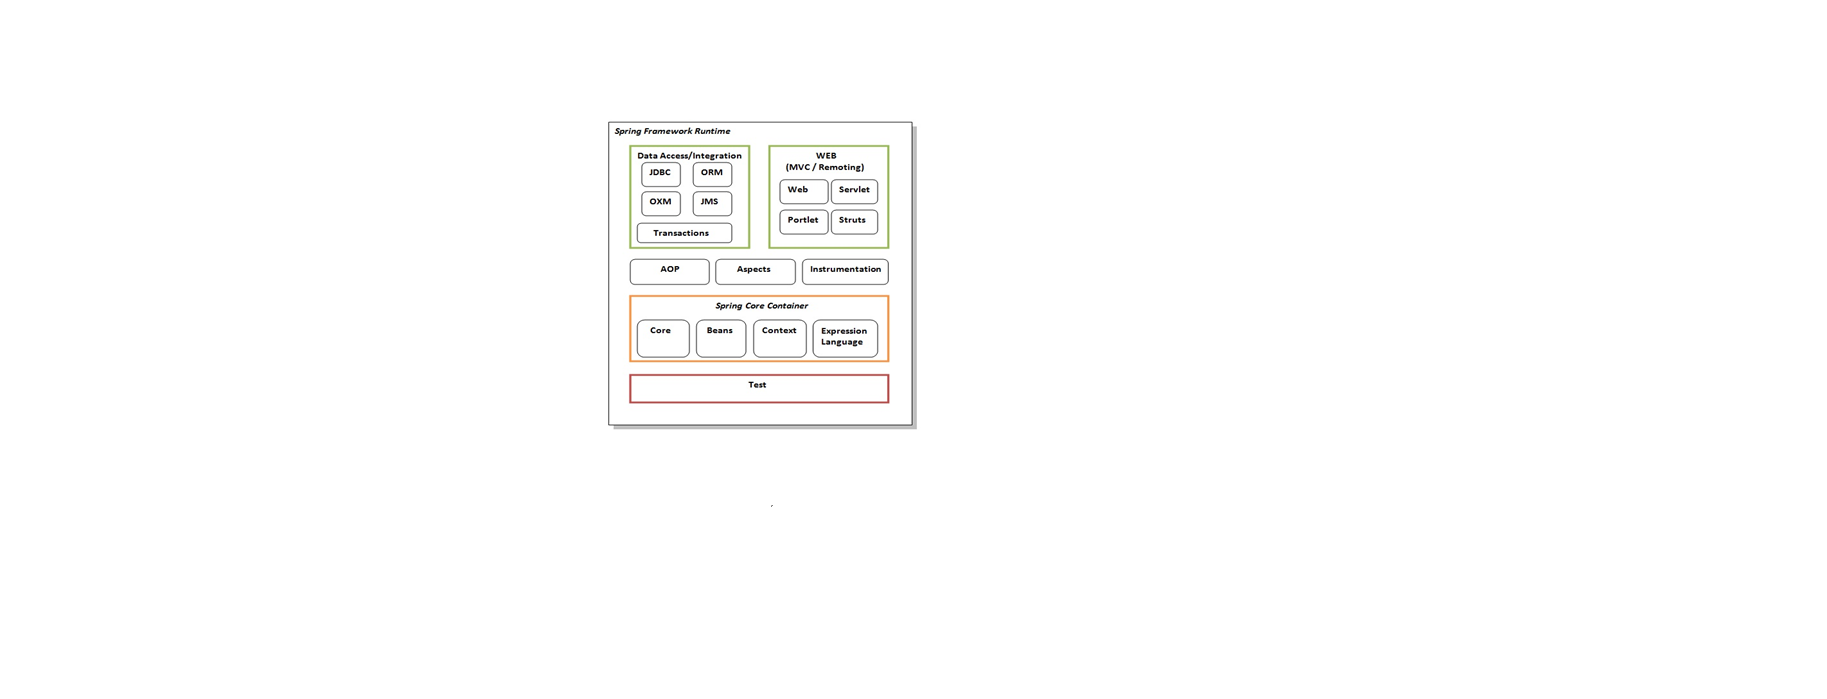 Spring Framework Runtime
Data Access/Integration
JDBC ORM
OXM JMS
Transactions
WEB
(MVC / Remoting)
Web Servlet
Portlet Struts
AOP Aspects Instrumentation
Spring Core Container
Core Beans Context Expression
Language
Test